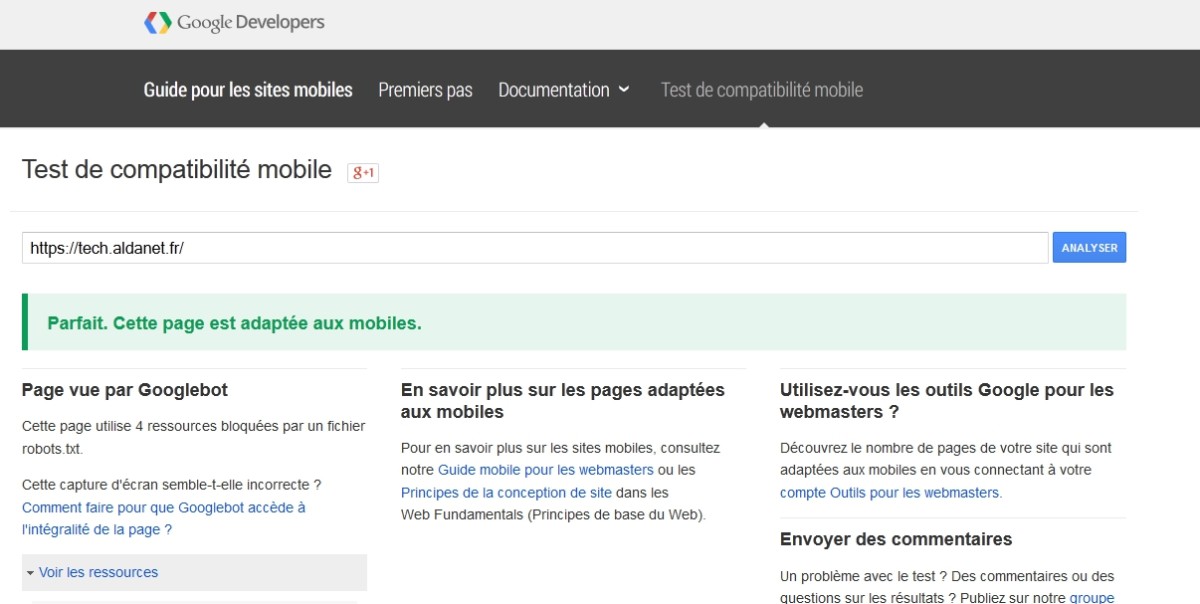 Google Developers
Guide pour les sites mobiles Premiers pas Documentation Test de compatibilité mobile
Test de compatibilité mobile g+1
https://tech.aldanet.fr/ ANALYSER
Parfait. Cette page est adaptée aux mobiles.
Page vue par Googlebot
Cette page utilise 4 ressources bloquées par un fichier
robots.txt.
Cette capture d'écran semble-t-elle incorrecte ?
Comment faire pour que Googlebot accède à
l'intégralité de la page ?
Voir les ressources
En savoir plus sur les pages adaptées
aux mobiles
Pour en savoir plus sur les sites mobiles, consultez
notre Guide mobile pour les webmasters ou les
Principes de la conception de site dans les
Web Fundamentals (Principes de base du Web).
Utilisez-vous les outils Google pour les
webmasters ?
Découvrez le nombre de pages de votre site qui sont
adaptées aux mobiles en vous connectant à votre
compte Outils pour les webmasters.
Envoyer des commentaires
Un problème avec le test ? Des commentaires ou des
questions sur les résultats ? Publiez sur notre groupe